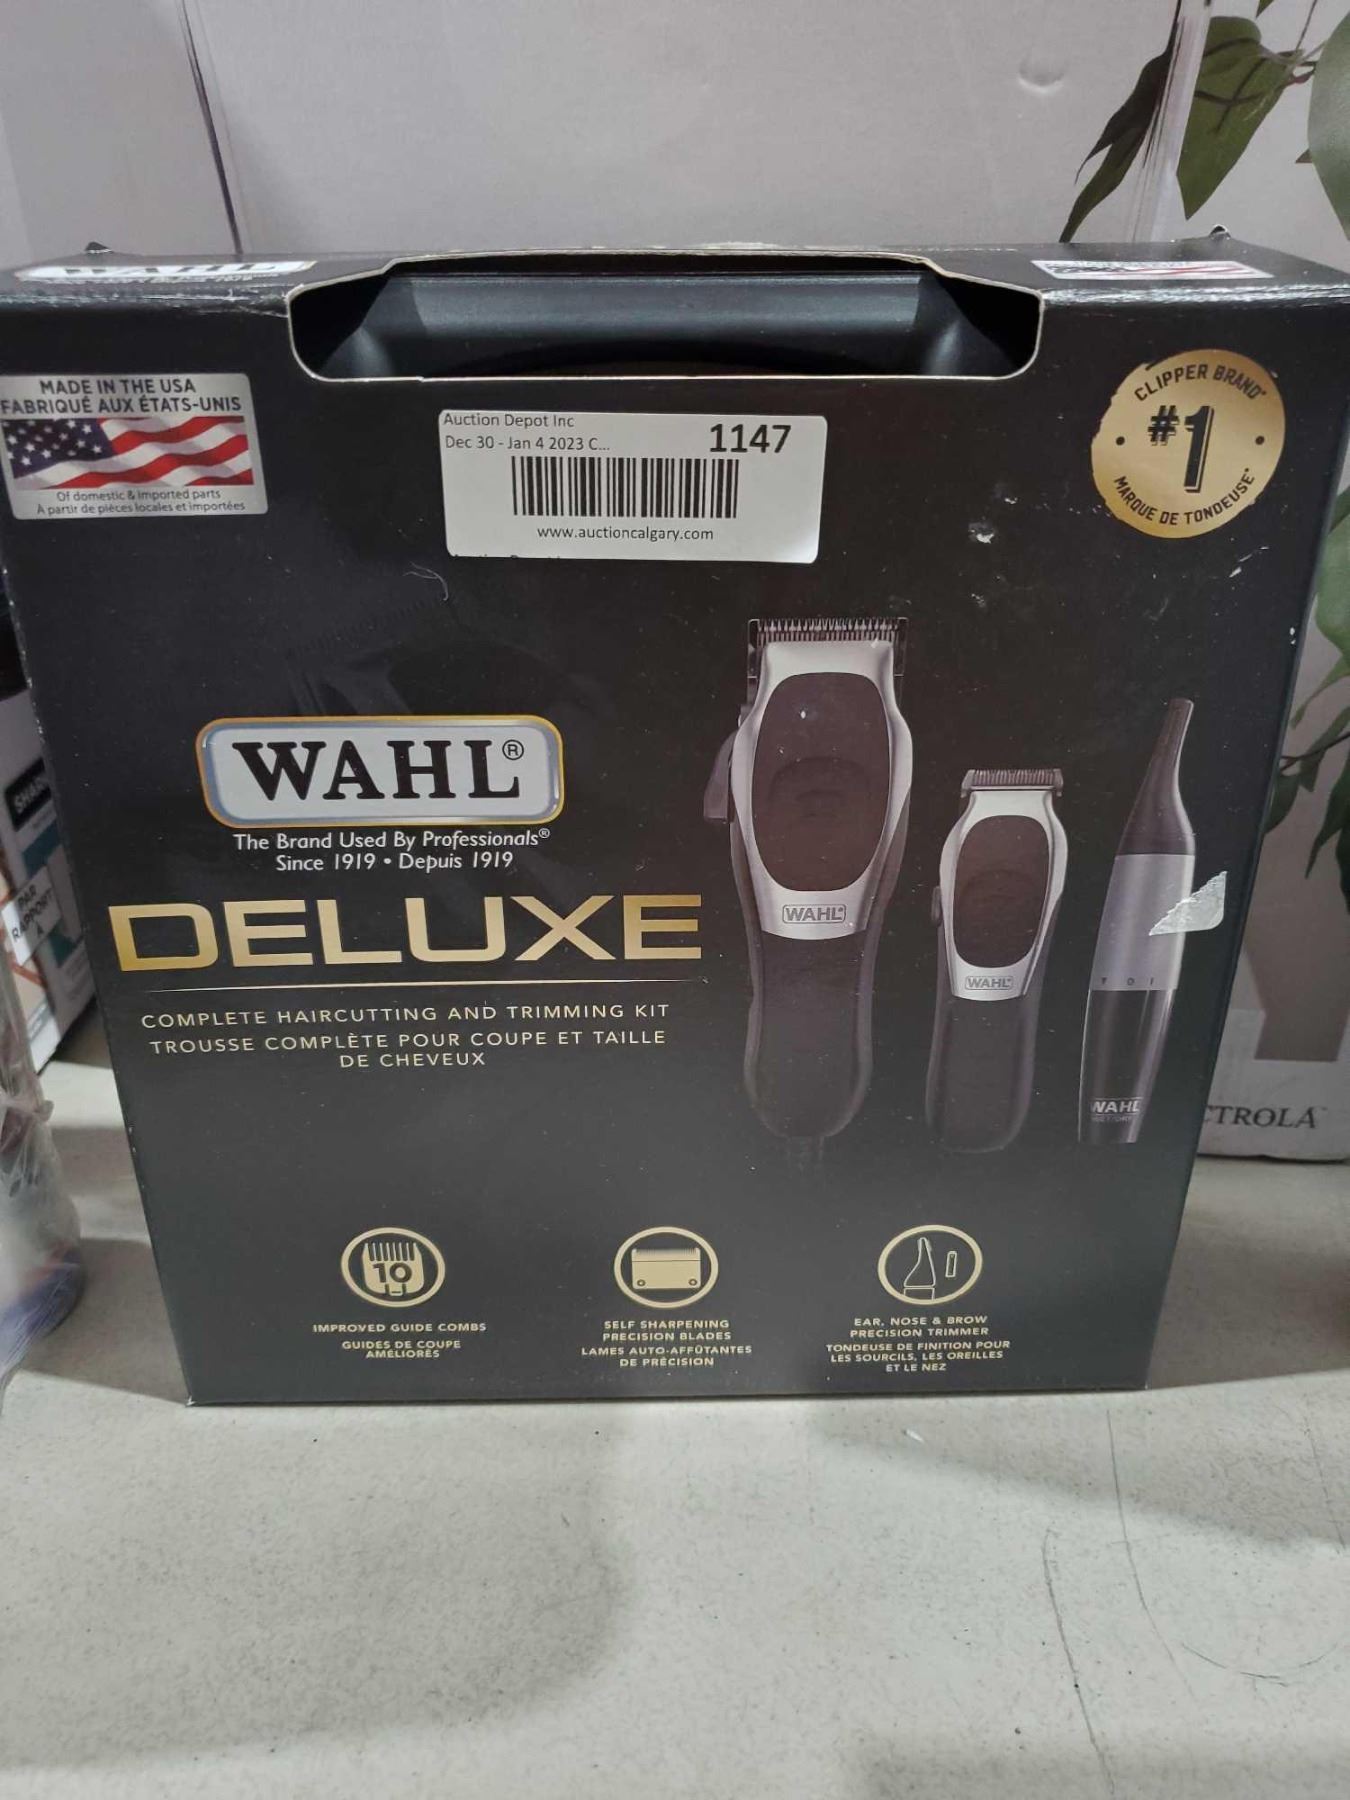 WAHL
MADE IN THE USA
FABRIQUÉ AUX ÉTATS-UNIS
Of domestic & imported parts
À partir de pièces locales et importées
Auction Depot Inc
Dec 30 - Jan 4 2023 C...
1147
www.auctioncalgary.com
CLIPPER BRAND*
#1
MARQUE DE TONDEUSE*
WAHL®
The Brand Used By Professionals®
Since 1919 • Depuis 1919
DELUXE
COMPLETE HAIRCUTTING AND TRIMMING KIT
TROUSSE COMPLÈTE POUR COUPE ET TAILLE
DE CHEVEUX
WAHL
WAHL
WAHL
10
IMPROVED GUIDE COMBS
GUIDES DE COUPE
AMÉLIORÉS
SELF SHARPENING
PRECISION BLADES
LAMES AUTO-AFFÛTANTES
DE PRÉCISION
EAR, NOSE & BROW
PRECISION TRIMMER
TONDEUSE DE FINITION POUR
LES SOURCILS, LES OREILLES
ET LE NEZ
PAR
RAPPORT
À
CTROLA